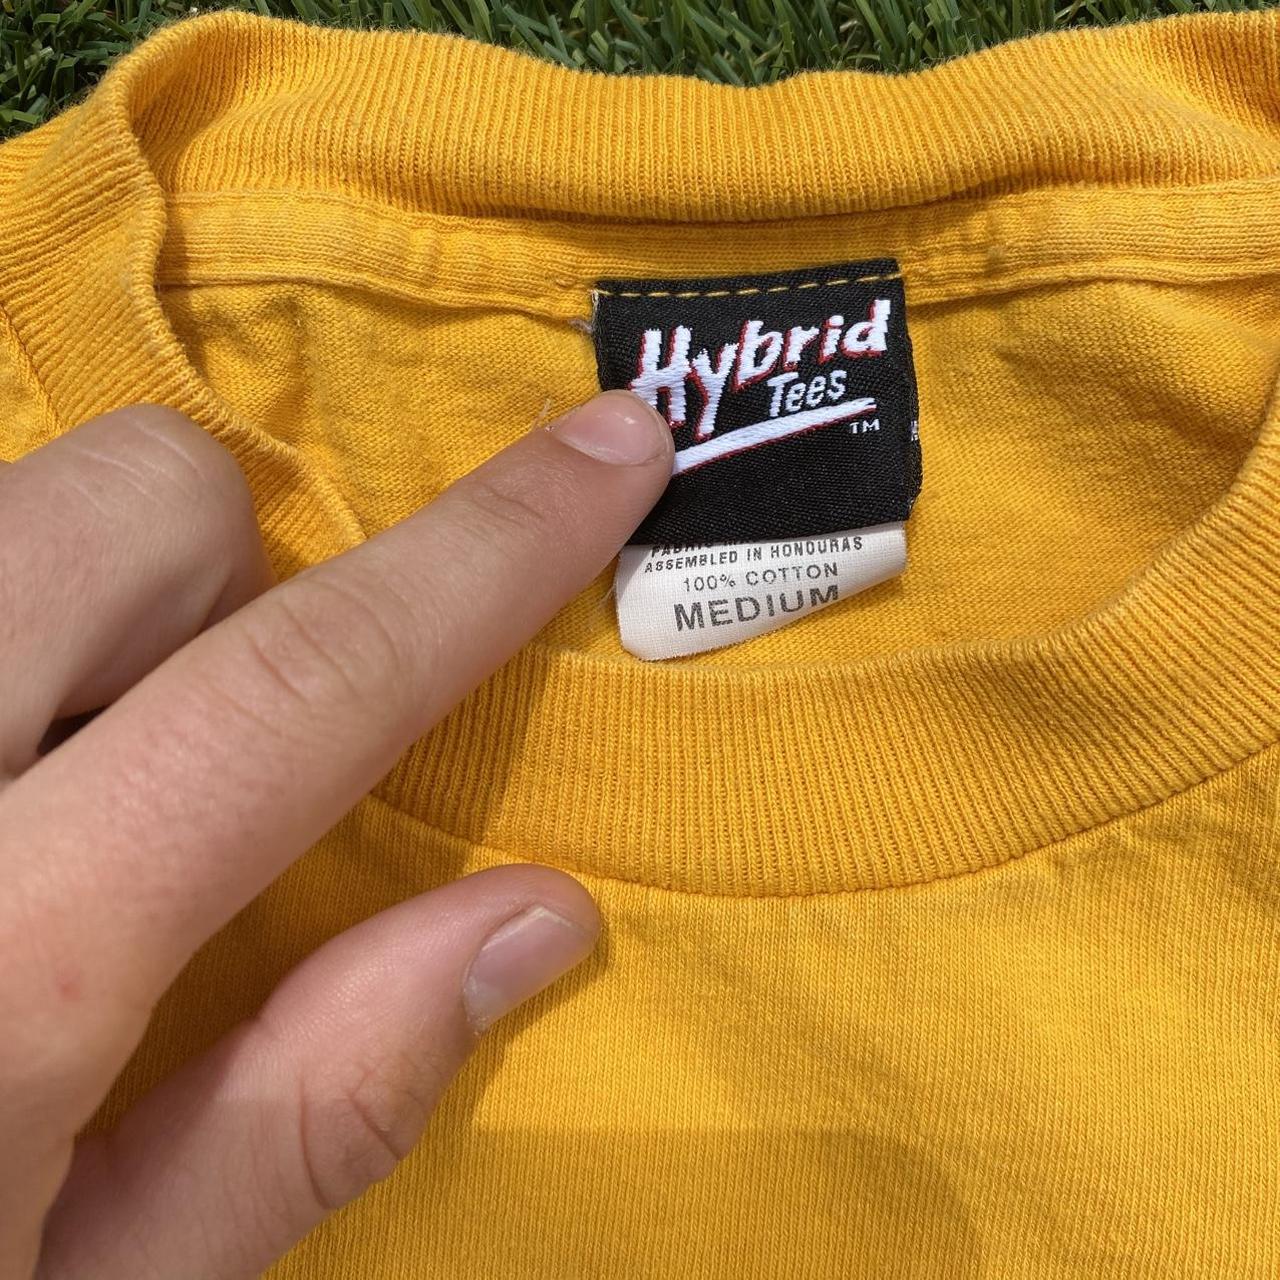 Hybrid
Tees
TM
ASSEMBLED IN HONDURAS
100% COTTON
MEDIUM